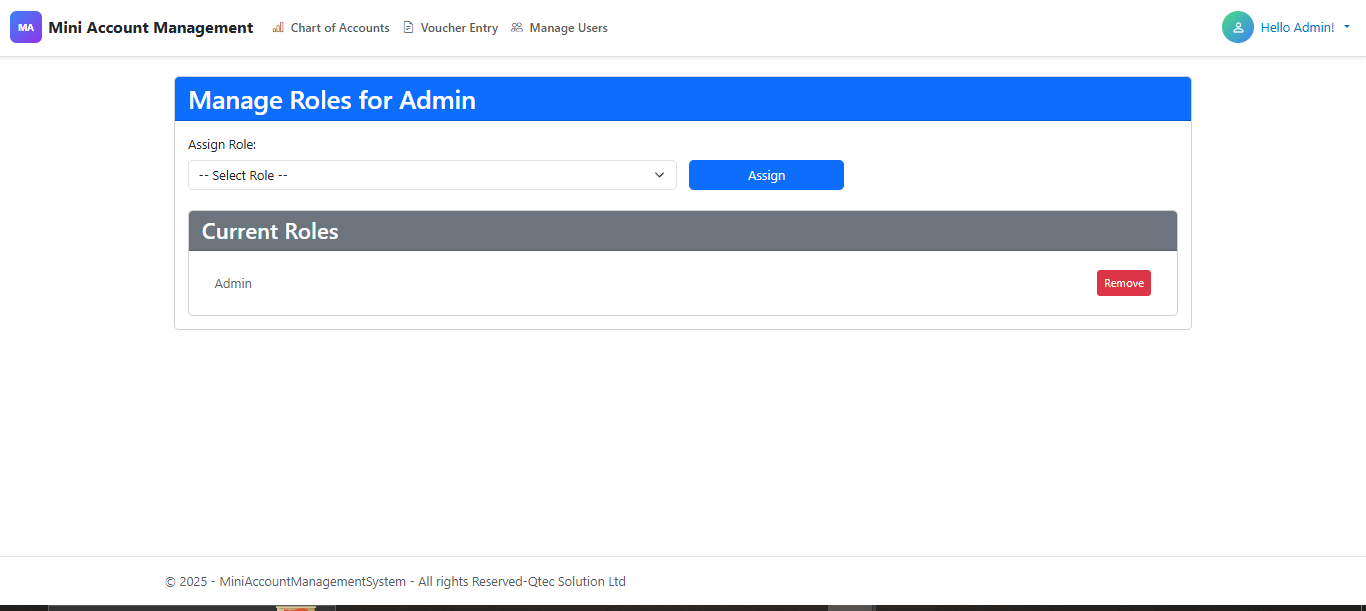 MA Mini Account Management Chart of Accounts Voucher Entry Manage Users Hello Admin!
Manage Roles for Admin
Assign Role:
-- Select Role -- Assign
Current Roles
Admin Remove
© 2025 - MiniAccountManagementSystem - All rights Reserved-Qtec Solution Ltd